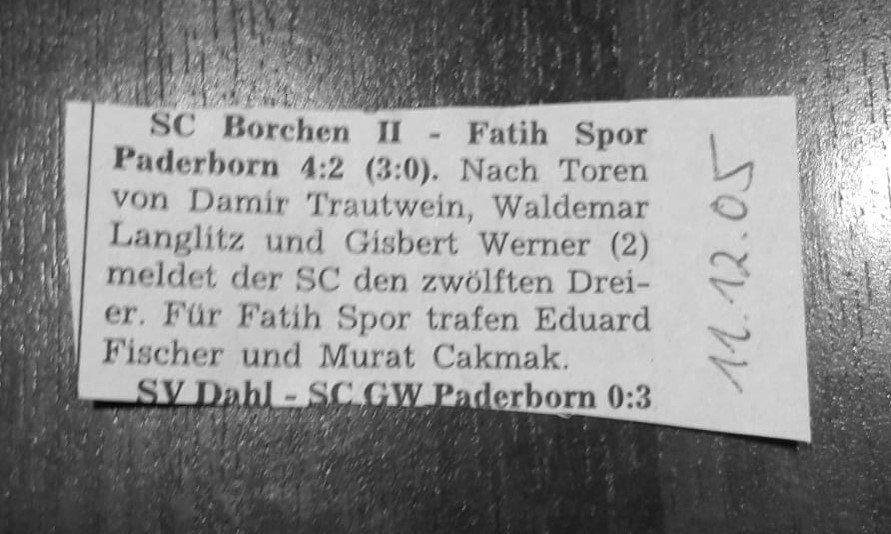 SC Borchen II - Fatih Spor
Paderborn 4:2 (3:0). Nach Toren
von Damir Trautwein, Waldemar
Langlitz und Gisbert Werner (2)
meldet der SC den zwölften Drei-
er. Für Fatih Spor trafen Eduard
Fischer und Murat Cakmak.
SV Dahl - SC GW Paderborn 0:3
11.12.05